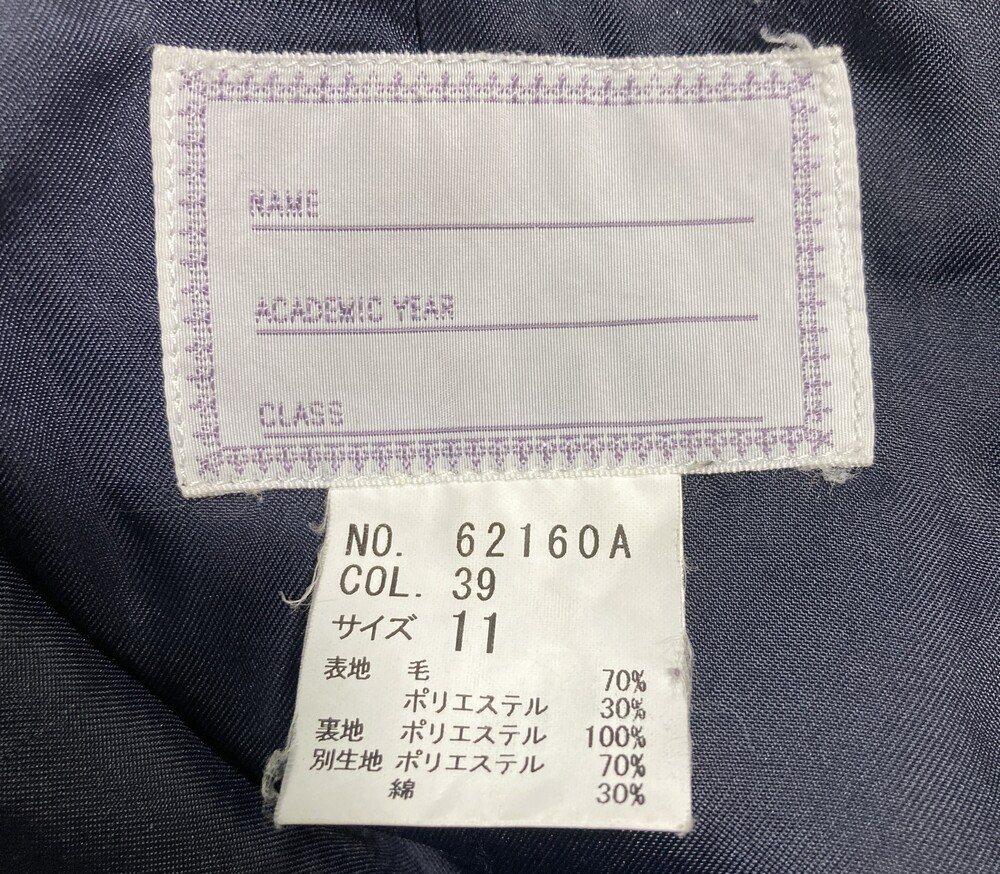 NAME
ACADEMIC YEAR
CLASS
NO. 62160A
COL. 39
サイズ 11
表地 毛 70%
ポリエステル 30%
裏地 ポリエステル 100%
別生地 ポリエステル 70%
綿 30%